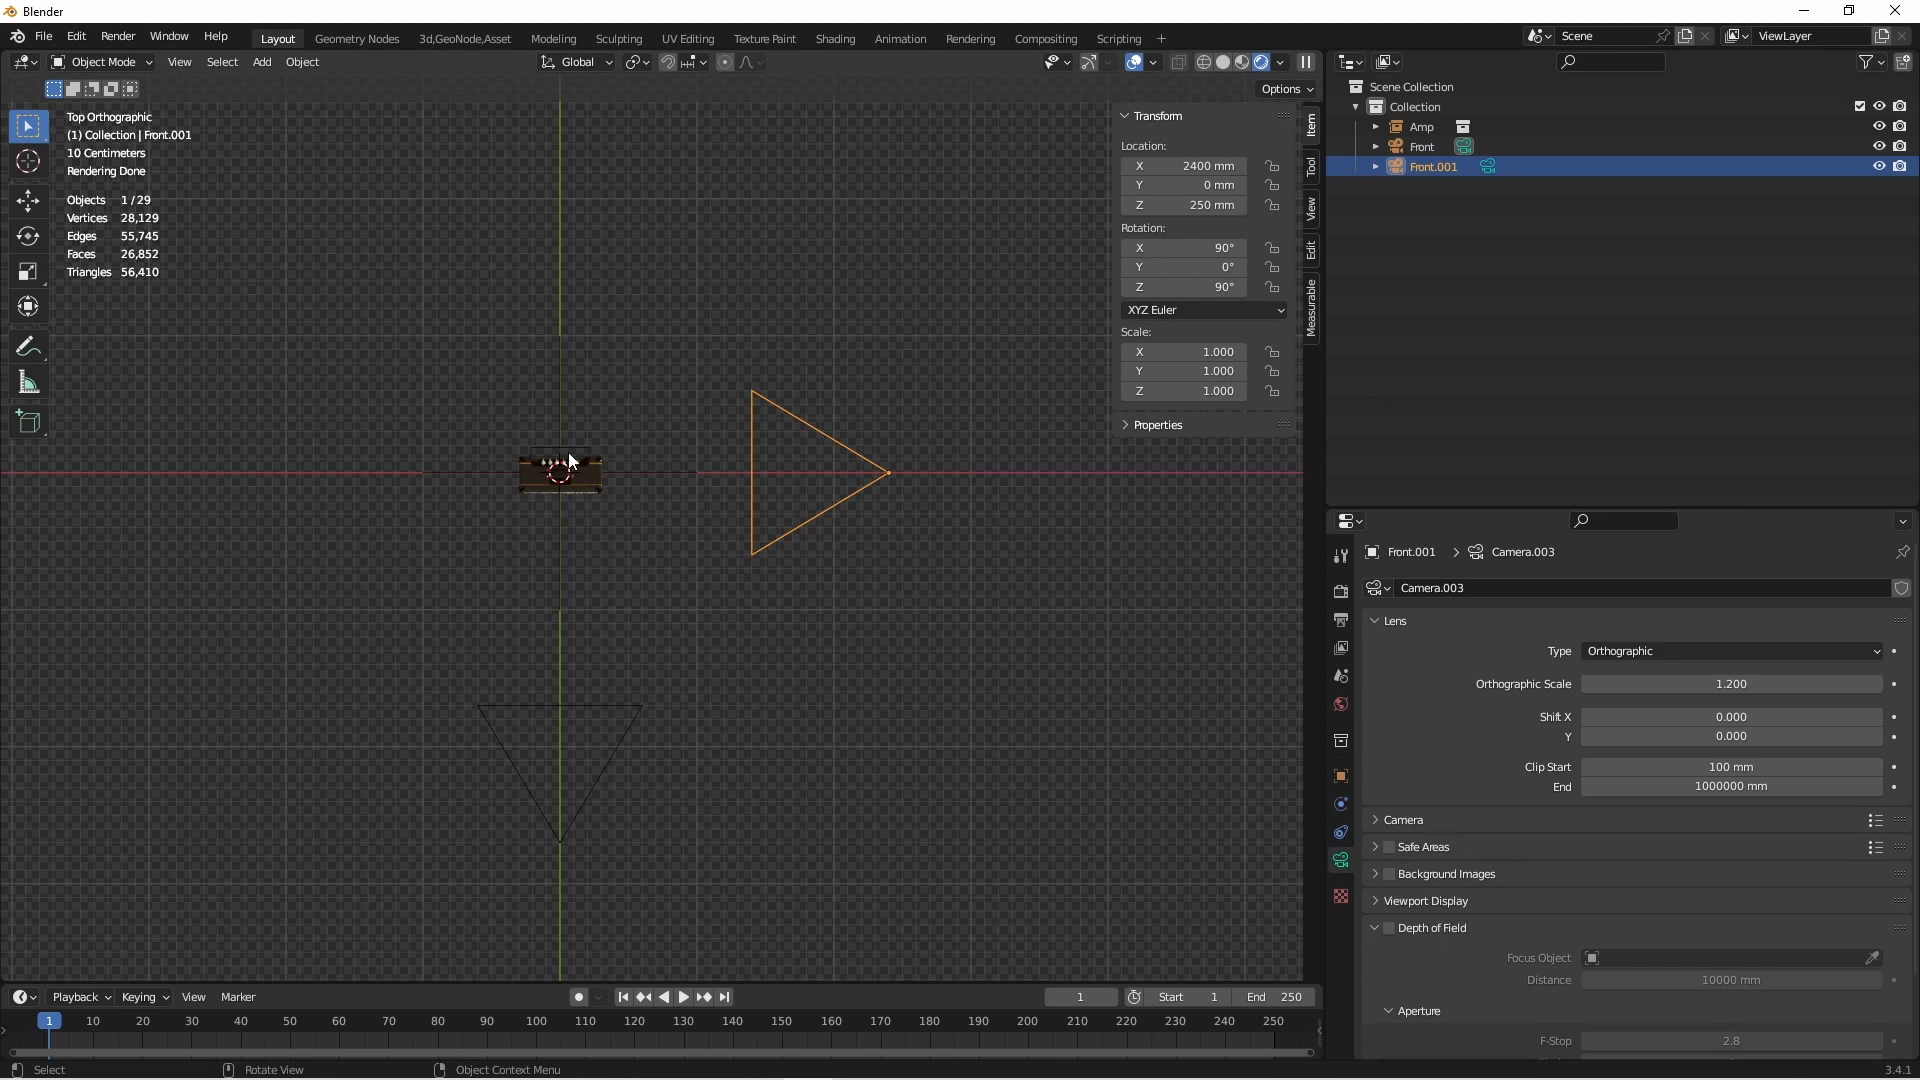 Blender
File Edit Render Window Help Layout Geometry Nodes 3d,GeoNode,Asset Modeling Sculpting UV Editing Texture Paint Shading Animation Rendering Compositing Scripting + Scene ViewLayer
Object Mode View Select Add Object Global
Options
Top Orthographic
(1) Collection | Front.001
10 Centimeters
Rendering Done
Objects 1/29
Vertices 28,129
Edges 55,745
Faces 26,852
Triangles 56,410
Transform
Location:
X 2400 mm
Y 0 mm
Z 250 mm
Rotation:
X 90°
Y 0°
Z 90°
XYZ Euler
Scale:
X 1.000
Y 1.000
Z 1.000
Properties
Item
Tool
View
Edit
Measurable
Scene Collection
Collection
Amp
Front
Front.001
Front.001 > Camera.003
Camera.003
Lens
Type Orthographic
Orthographic Scale 1.200
Shift X 0.000
Y 0.000
Clip Start 100 mm
End 1000000 mm
Camera
Safe Areas
Background Images
Viewport Display
Depth of Field
Focus Object
Distance 10000 mm
Aperture
F-Stop 2.8
Playback Keying View Marker 1 Start 1 End 250
1 10 20 30 40 50 60 70 80 90 100 110 120 130 140 150 160 170 180 190 200 210 220 230 240 250
Select Rotate View Object Context Menu 3.4.1